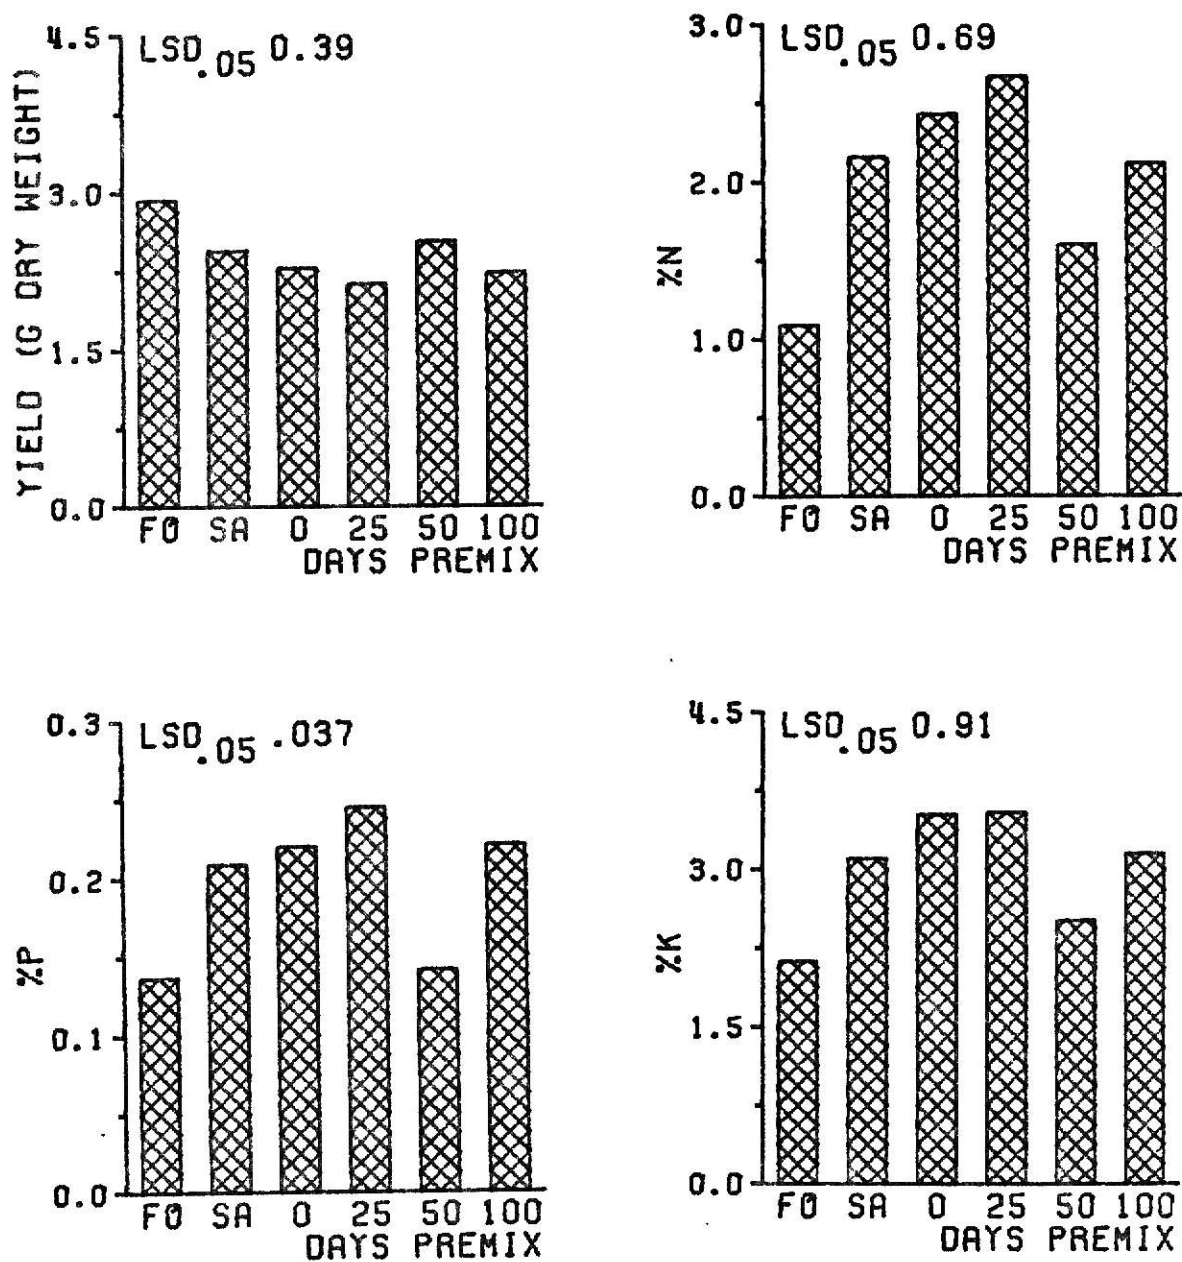 YIELD (G DRY WEIGHT)
4.5
3.0
1.5
0.0
LSD.05 0.39
F0 SA 0 25 50 100
DAYS PREMIX
%N
3.0
2.0
1.0
0.0
LSD.05 0.69
F0 SA 0 25 50 100
DAYS PREMIX
%P
0.3
0.2
0.1
0.0
LSD.05 .037
F0 SA 0 25 50 100
DAYS PREMIX
%K
4.5
3.0
1.5
0.0
LSD.05 0.91
F0 SA 0 25 50 100
DAYS PREMIX